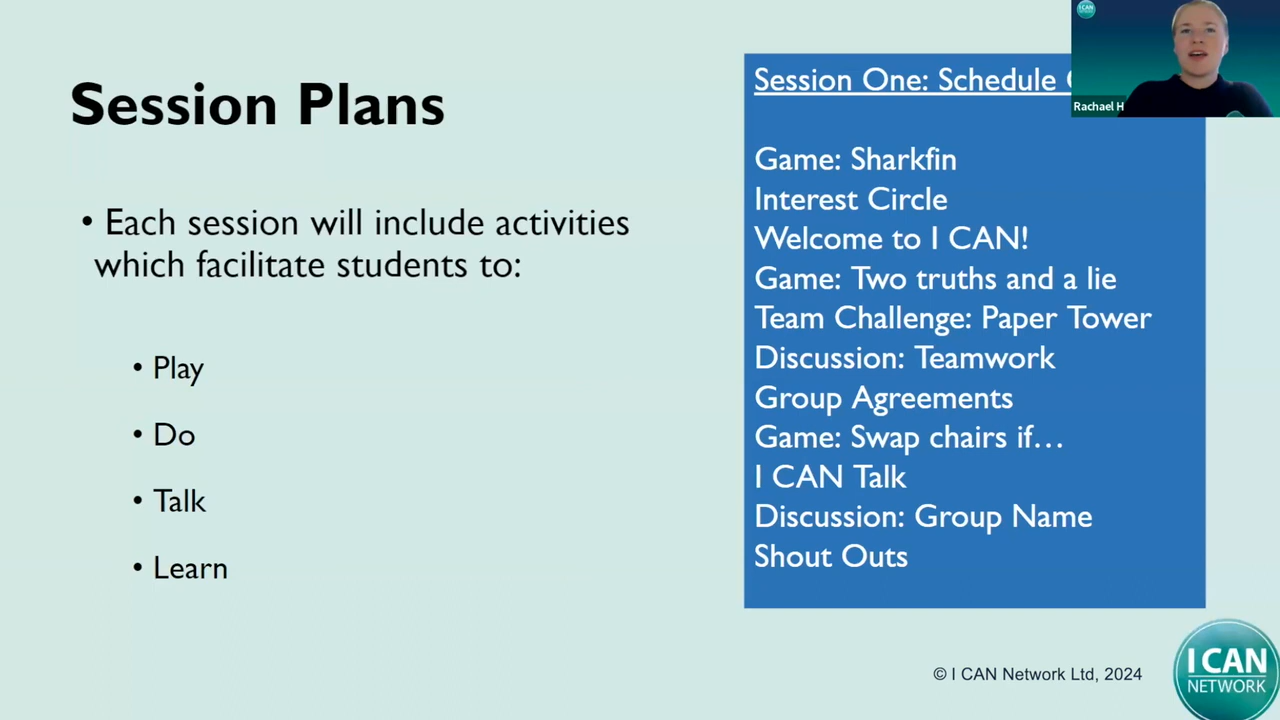 Session Plans
• Each session will include activities
which facilitate students to:
• Play
• Do
• Talk
• Learn
Session One: Schedule
Game: Sharkfin
Interest Circle
Welcome to I CAN!
Game: Two truths and a lie
Team Challenge: Paper Tower
Discussion: Teamwork
Group Agreements
Game: Swap chairs if…
I CAN Talk
Discussion: Group Name
Shout Outs
I CAN
NETWORK
Rachael H
© I CAN Network Ltd, 2024
I CAN
NETWORK